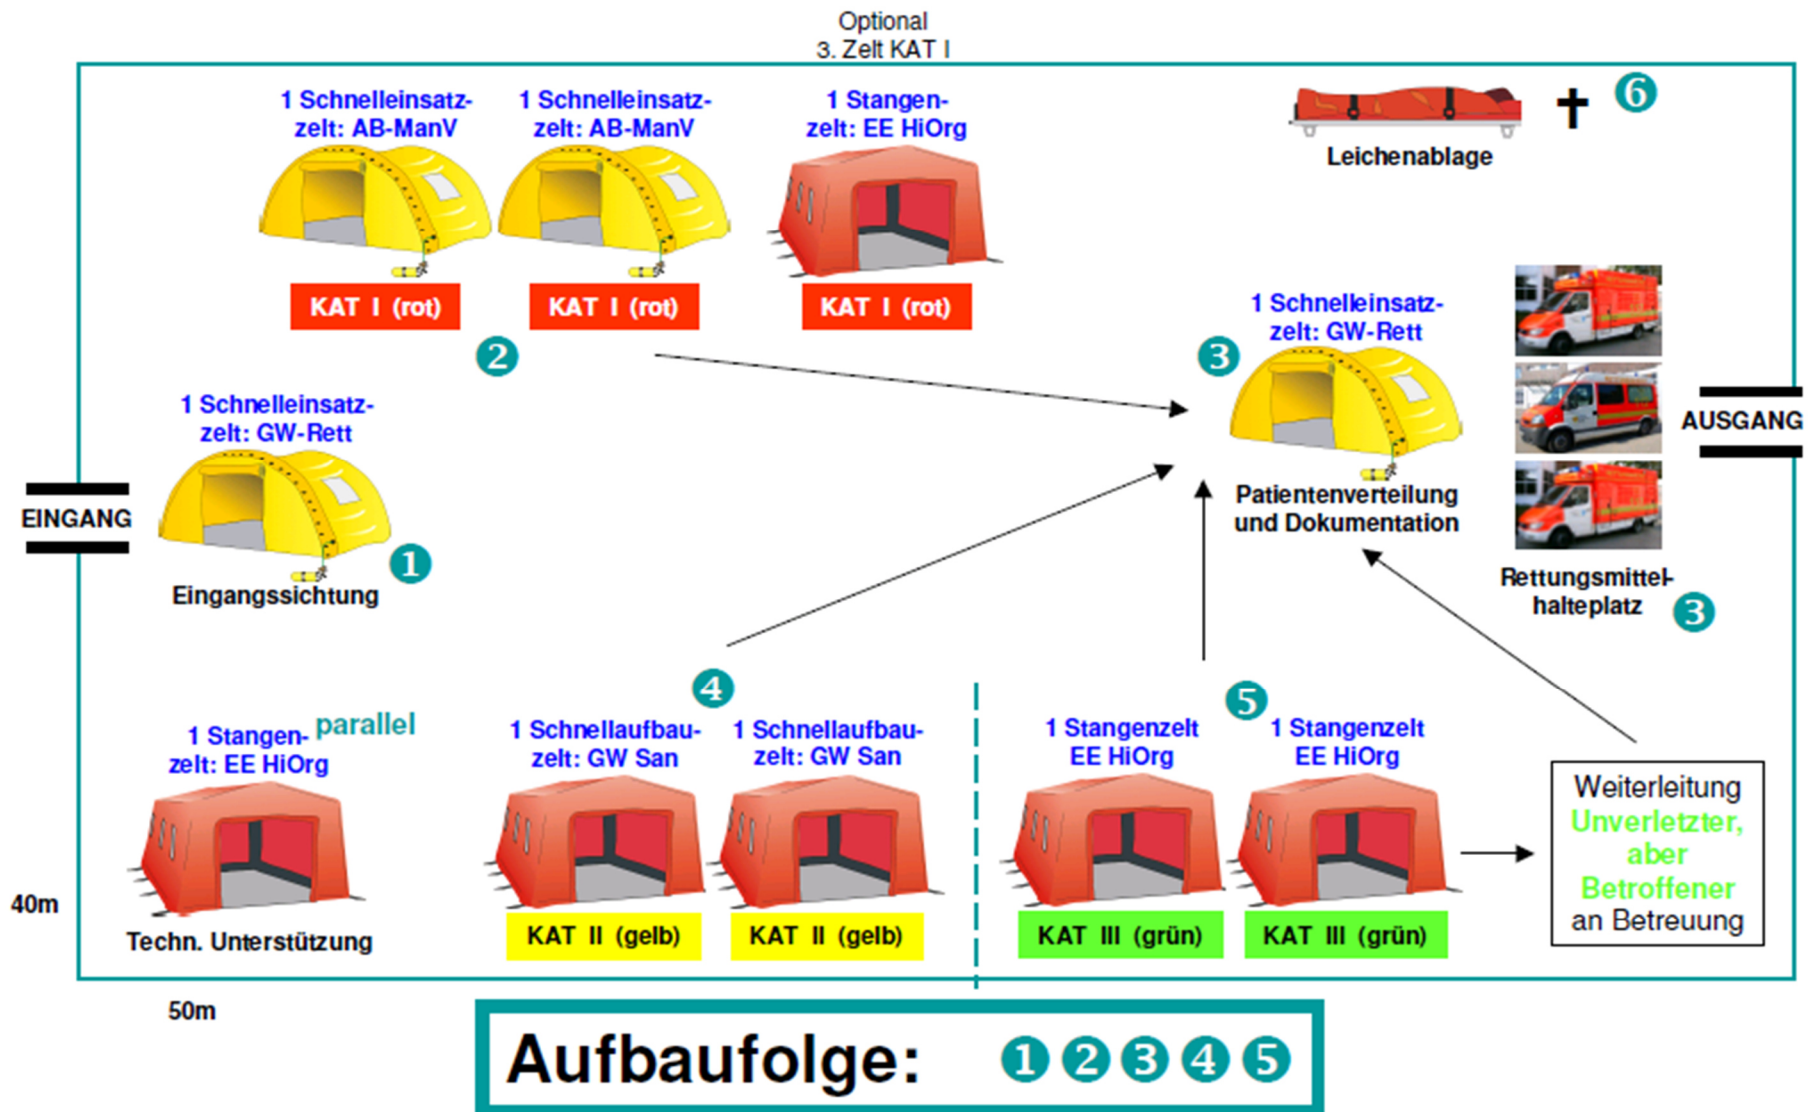 Optional
3. Zelt KAT I
1 Schnelleinsatz-
zelt: AB-ManV
1 Schnelleinsatz-
zelt: AB-ManV
1 Stangen-
zelt: EE HiOrg
6
Leichenablage
KAT I (rot)
KAT I (rot)
KAT I (rot)
2
1 Schnelleinsatz-
zelt: GW-Rett
3
AUSGANG
Patientenverteilung
und Dokumentation
Rettungsmittel-
halteplatz
3
1 Schnelleinsatz-
zelt: GW-Rett
EINGANG
1
Eingangssichtung
1 Stangen-
zelt: EE HiOrg
parallel
Techn. Unterstützung
4
1 Schnellaufbau-
zelt: GW San
1 Schnellaufbau-
zelt: GW San
KAT II (gelb)
KAT II (gelb)
5
1 Stangenzelt
EE HiOrg
1 Stangenzelt
EE HiOrg
KAT III (grün)
KAT III (grün)
Weiterleitung
Unverletzter,
aber
Betroffener
an Betreuung
40m
50m
Aufbaufolge: 1 2 3 4 5